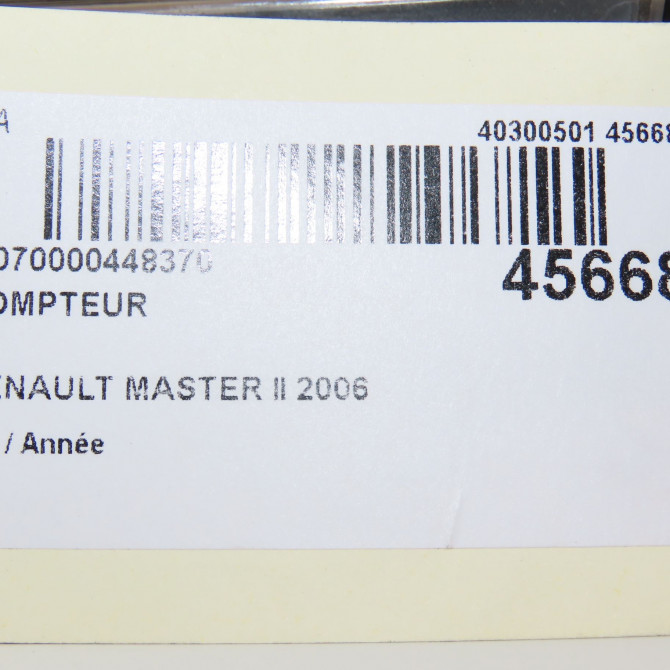 A
40300501 45668
070000448370
45668
OMPTEUR
ENAULT MASTER II 2006
/ Année